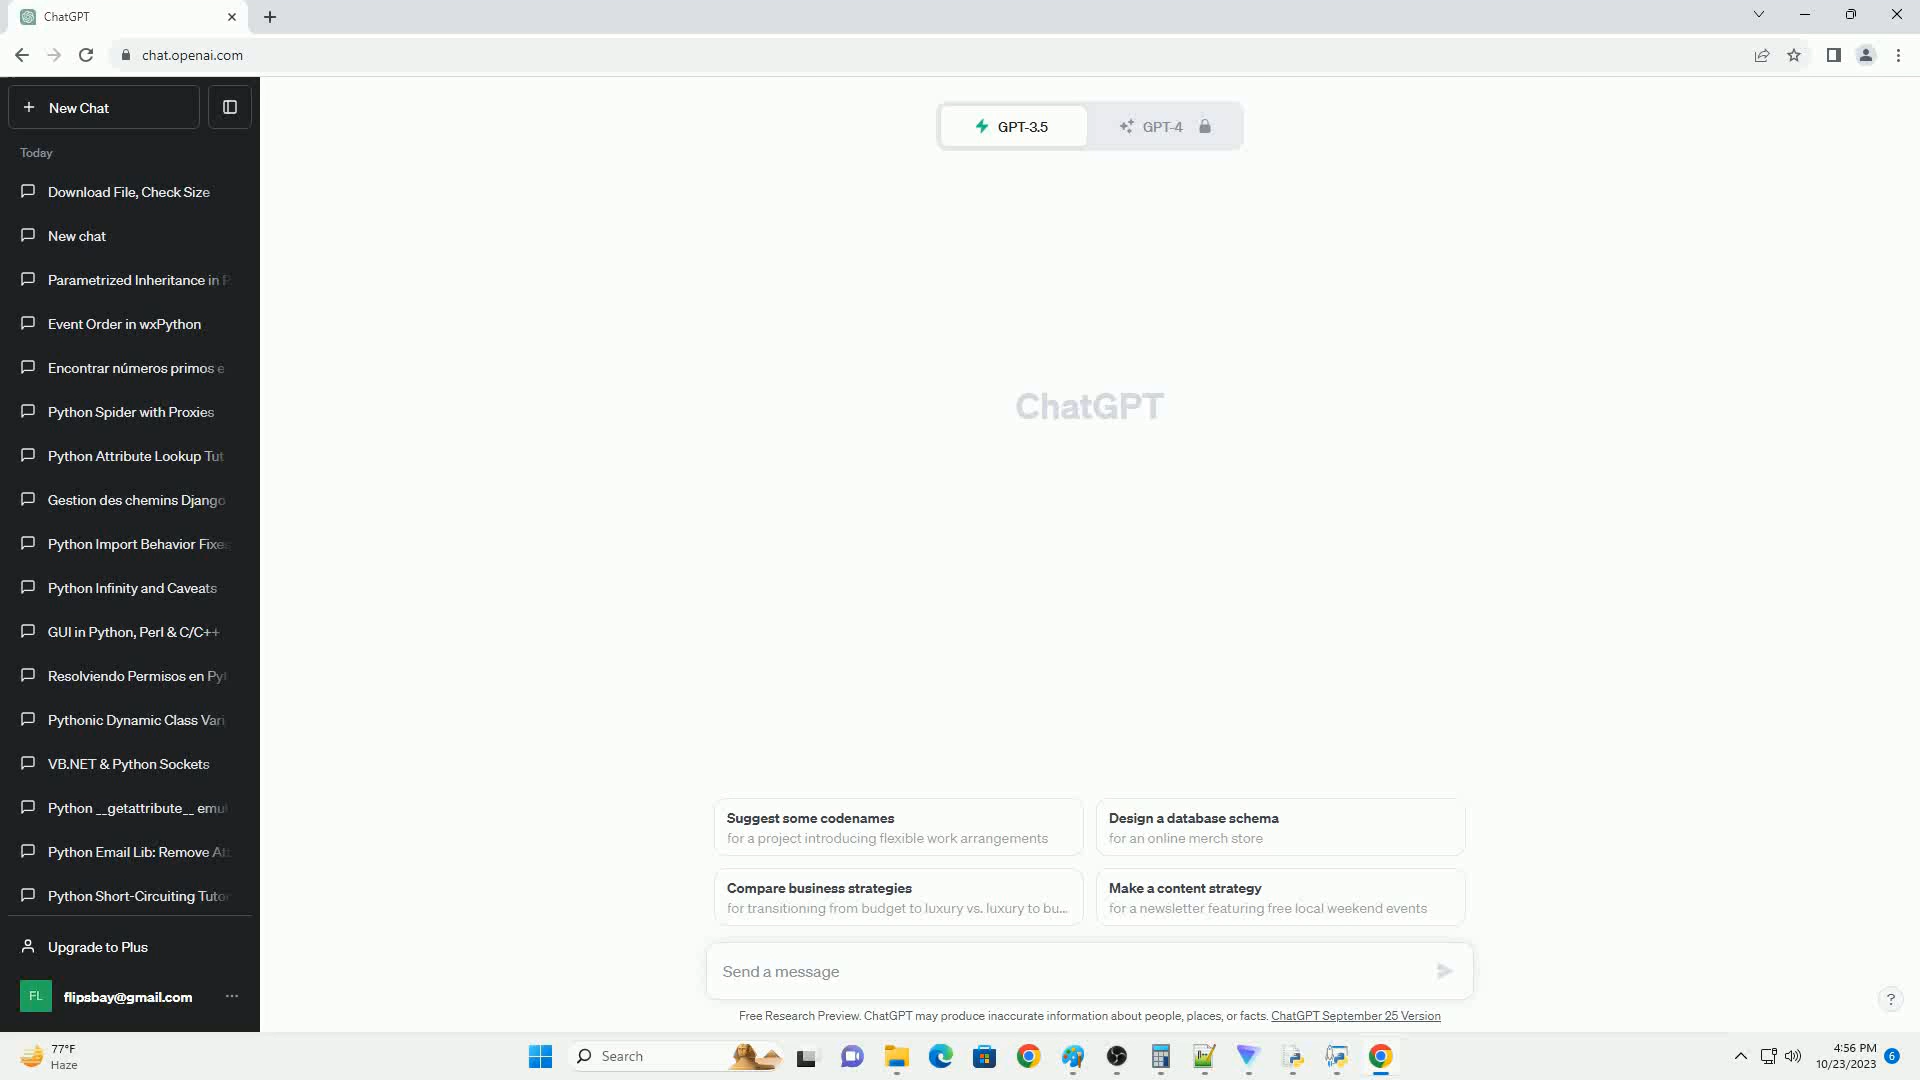 ChatGPT
chat.openai.com
New Chat
Today
Download File, Check Size
New chat
Parametrized Inheritance in P
Event Order in wxPython
Encontrar números primos e
Python Spider with Proxies
Python Attribute Lookup Tut
Gestion des chemins Django
Python Import Behavior Fixes
Python Infinity and Caveats
GUI in Python, Perl & C/C++
Resolviendo Permisos en Pyt
Pythonic Dynamic Class Vari
VB.NET & Python Sockets
Python __getattribute__ emul
Python Email Lib: Remove Att
Python Short-Circuiting Tutor
Upgrade to Plus
FL
flipsbay@gmail.com
GPT-3.5
GPT-4
ChatGPT
Suggest some codenames
for a project introducing flexible work arrangements
Design a database schema
for an online merch store
Compare business strategies
for transitioning from budget to luxury vs. luxury to bu...
Make a content strategy
for a newsletter featuring free local weekend events
Send a message
Free Research Preview. ChatGPT may produce inaccurate information about people, places, or facts. ChatGPT September 25 Version
?
77°F
Haze
Search
4:56 PM
10/23/2023
6